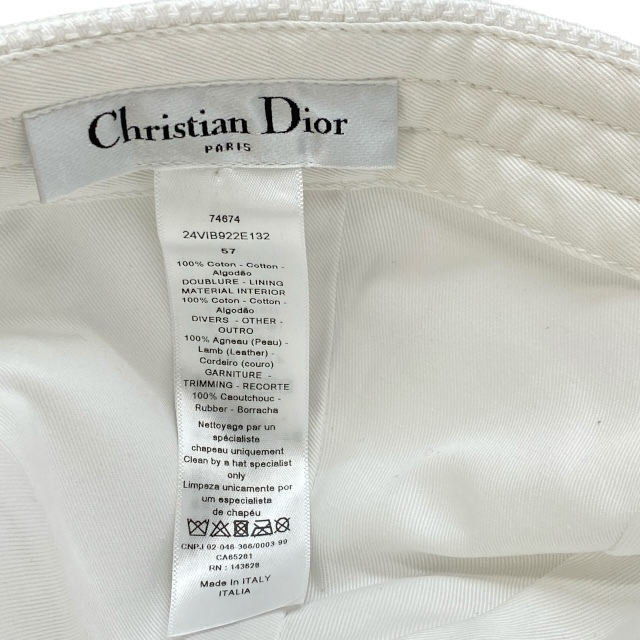 Christian Dior
PARIS
74674
24VIB922E132
57
100% Coton - Cotton -
Algodão
DOUBLURE - LINING
MATERIAL INTERIOR
100% Coton - Cotton -
Algodão
DIVERS - OTHER -
OUTRO
100% Agneau (Peau) -
Lamb (Leather) -
Cordeiro (couro)
GARNITURE -
TRIMMING - RECORTE
100% Caoutchouc -
Rubber - Borracha
Nettoyage par un
spécialiste
chapeau uniquement
Clean by a hat specialist
only
Limpeza unicamente por
um especialista
de chapéu
CNPJ 02-046-366/0003-99
CA65281
RN : 143628
Made In ITALY
ITALIA